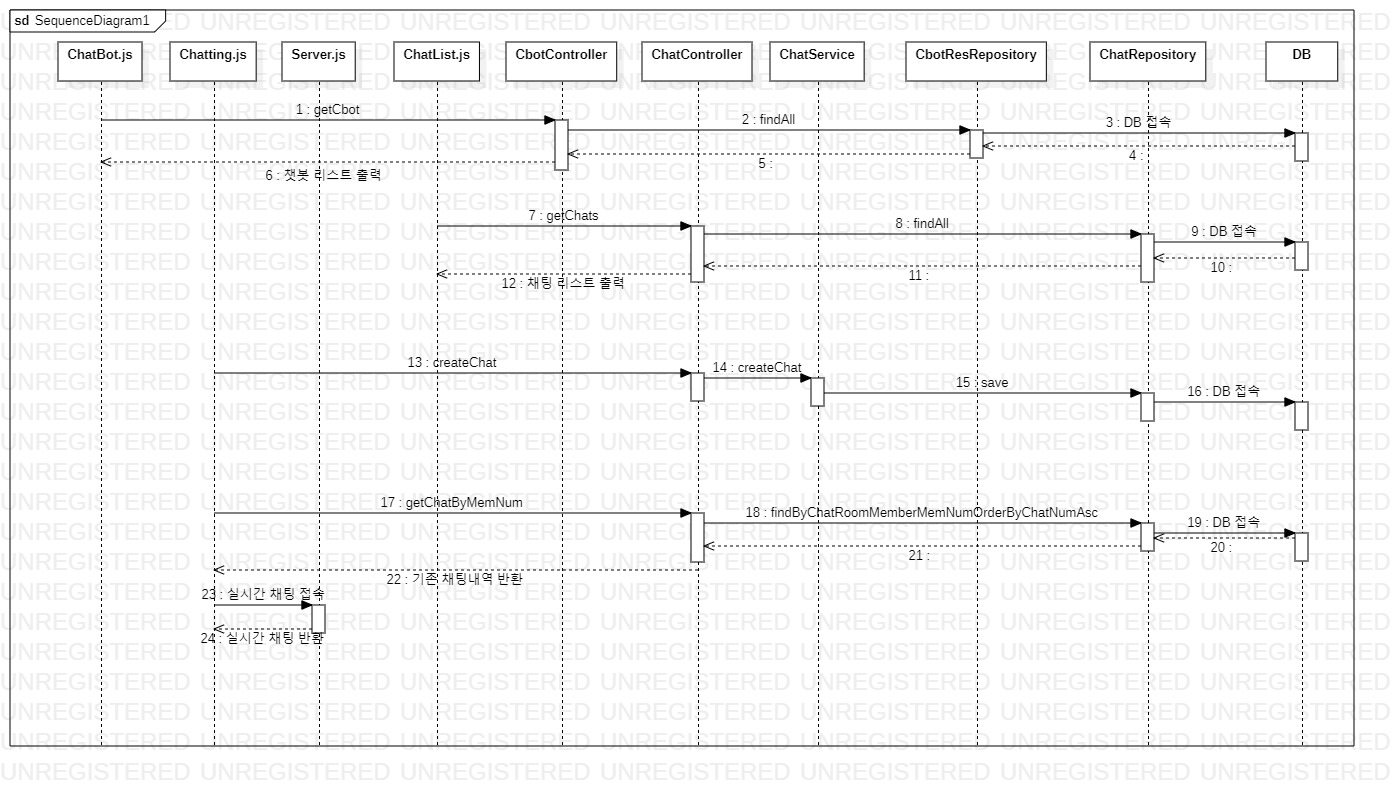 sd SequenceDiagram1
ChatBot.js
Chatting.js
Server.js
ChatList.js
CbotController
ChatController
ChatService
CbotResRepository
ChatRepository
DB
1 : getCbot
2 : findAll
3 : DB 접속
4 :
5 :
6 : 챗봇 리스트 출력
7 : getChats
8 : findAll
9 : DB 접속
10 :
11 :
12 : 채팅 리스트 출력
13 : createChat
14 : createChat
15 : save
16 : DB 접속
17 : getChatByMemNum
18 : findByChatRoomMemberMemNumOrderByChatNumAsc
19 : DB 접속
20 :
21 :
22 : 기존 채팅내역 반환
23 : 실시간 채팅 접속
24 : 실시간 채팅 반환
UNREGISTERED